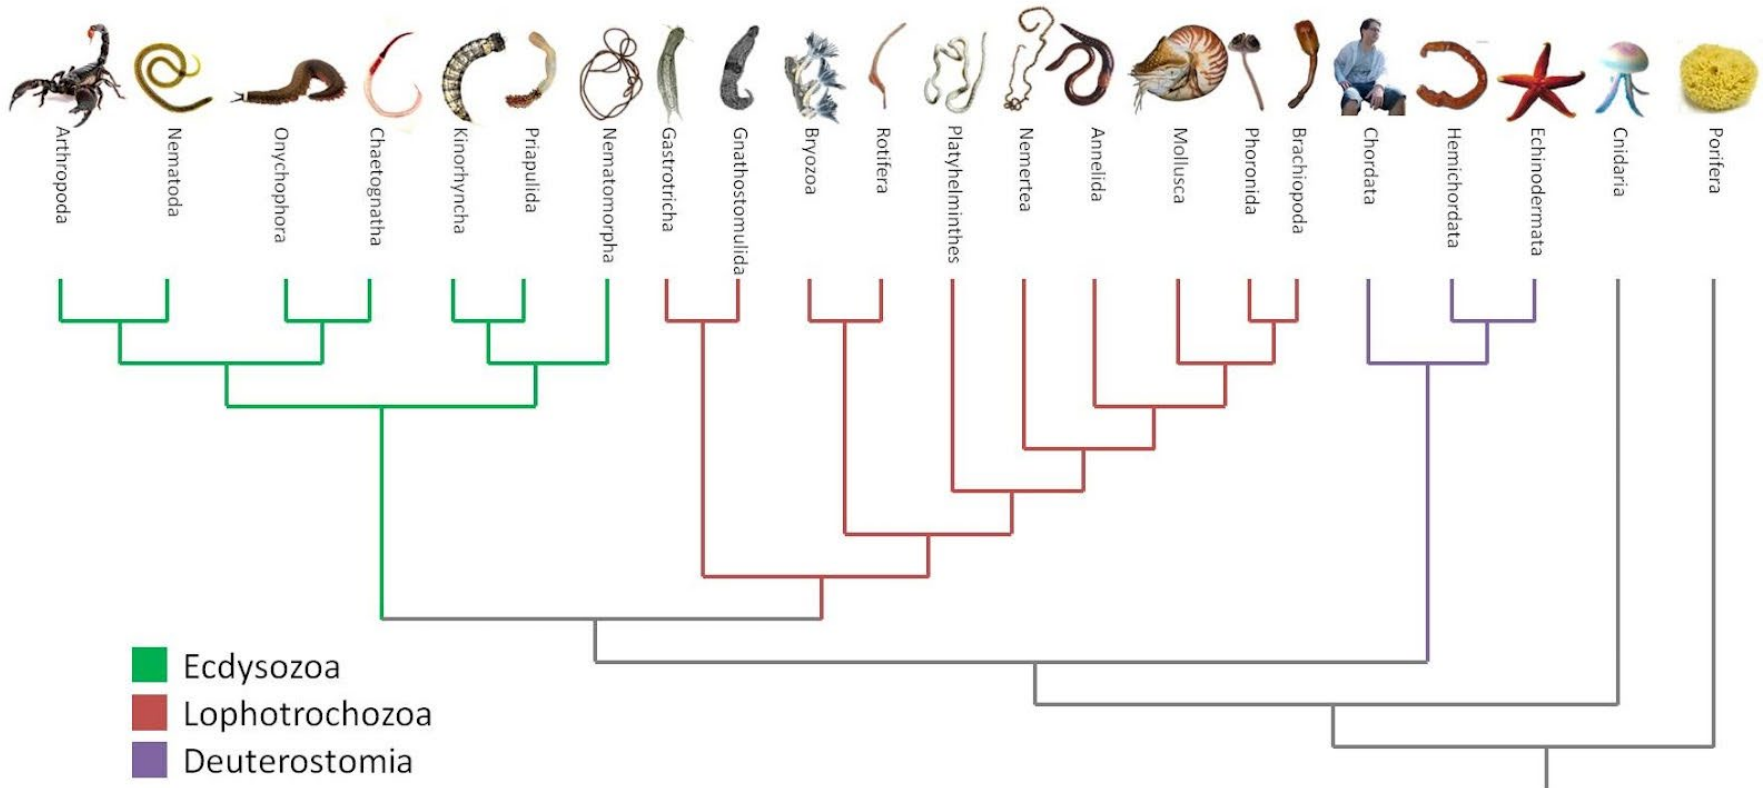 Arthropoda
Nematoda
Onychophora
Chaetognatha
Kinorhyncha
Priapulida
Nematomorpha
Gastrotricha
Gnathostomulida
Bryozoa
Rotifera
Platyhelminthes
Nemertea
Annelida
Mollusca
Phoronida
Brachiopoda
Chordata
Hemichordata
Echinodermata
Cnidaria
Porifera
Ecdysozoa
Lophotrochozoa
Deuterostomia